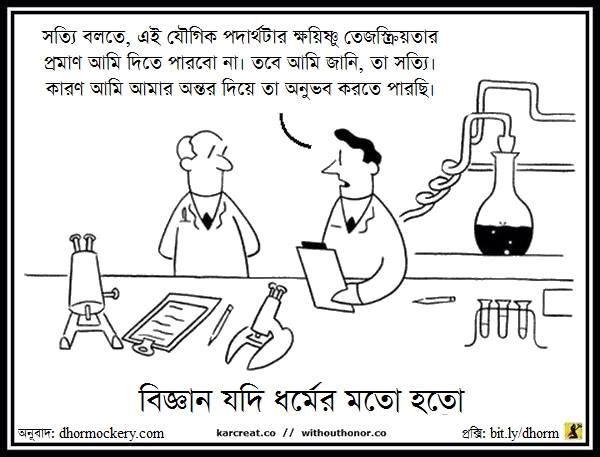 সত্যি বলতে, এই যৌগিক পদার্থটার ক্ষয়িষ্ণু তেজস্ক্রিয়তার
প্রমাণ আমি দিতে পারবো না। তবে আমি জানি, তা সত্যি।
কারণ আমি আমার অন্তর দিয়ে তা অনুভব করতে পারছি।
বিজ্ঞান যদি ধর্মের মতো হতো
অনুবাদ: dhormockery.com karcreat.co // withouthonor.co প্রক্সি: bit.ly/dhorm